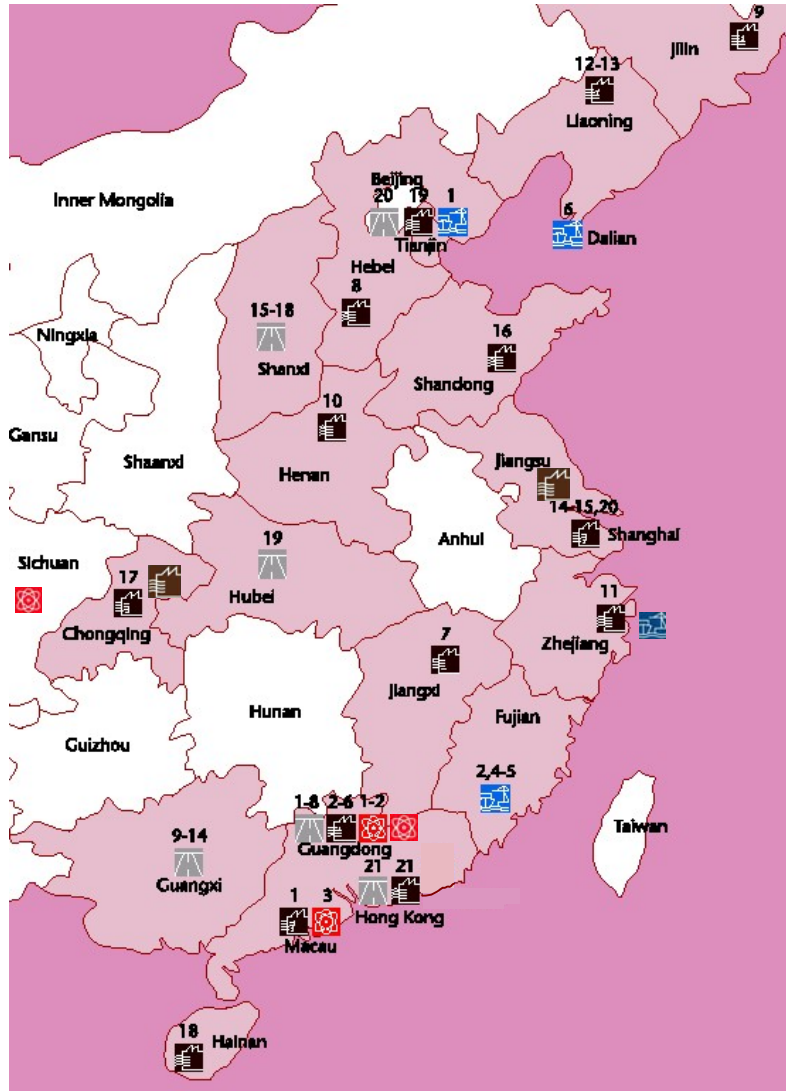 9
Jilin
12-13
Liaoning
Beijing
20 19 1
6
Inner Mongolia
Tianjin
Dalian
Hebei
8
15-18
Ningxia
Shanxi
16
Shandong
10
Gansu
Shaanxi
Henan
Jiangsu
14-15,20
Shanghai
Anhui
19
Sichuan
17
Hubei
11
Chongqing
Zhejiang
7
Jiangxi
Hunan
Fujian
Guizhou
2,4-5
1-8 2-6 1-2
Taiwan
Guangdong
9-14
Guangxi
21 21
1 3
Hong Kong
Macau
18
Hainan